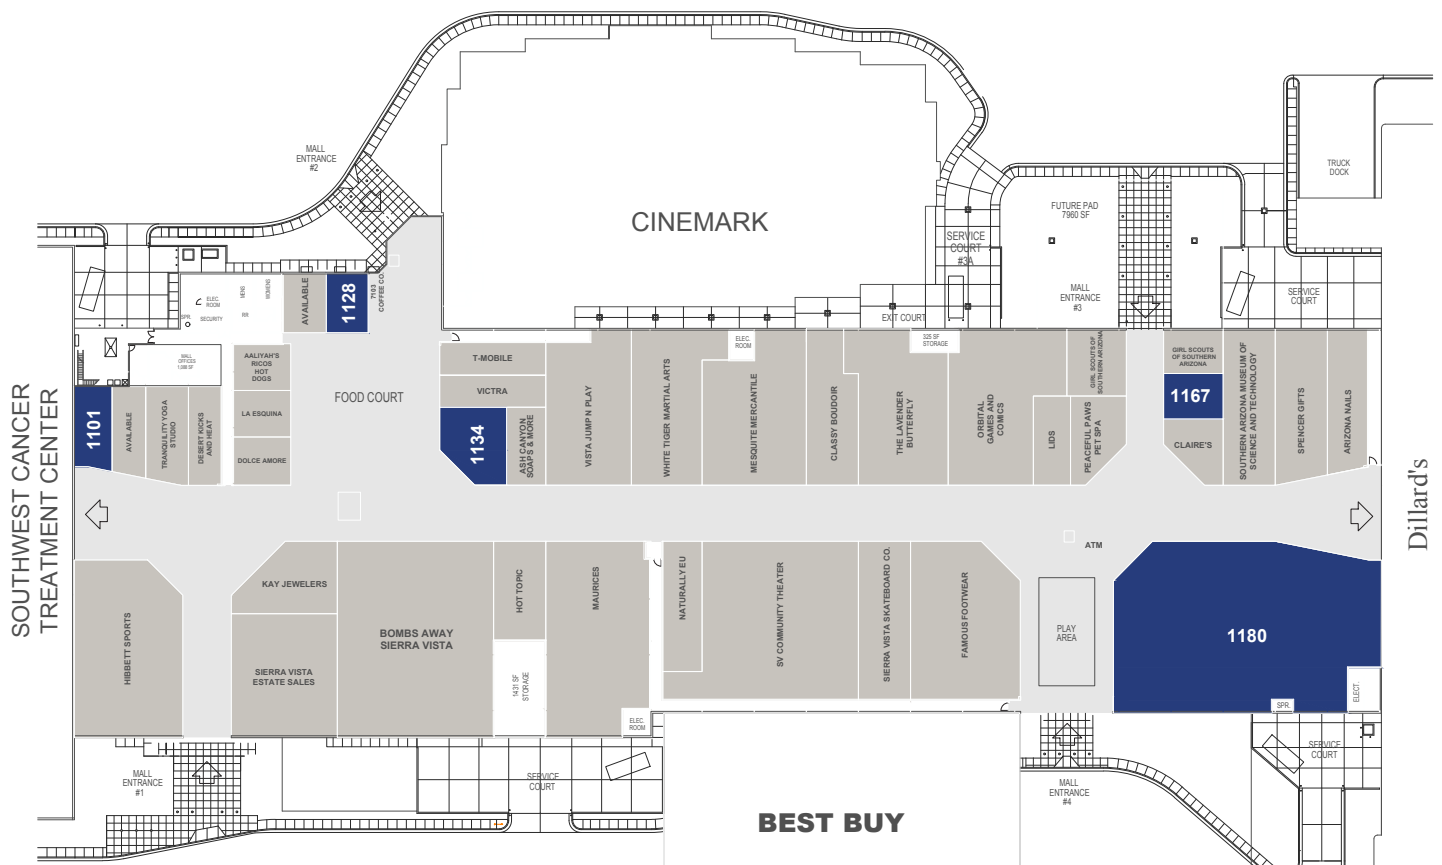 MALL
ENTRANCE
#2
CINEMARK
TRUCK
DOCK
FUTURE PAD
7960 SF
SERVICE
COURT
#3A
MALL
ENTRANCE
#3
SERVICE
COURT
EXIT COURT
ELEC.
ROOM
MENS
WOMENS
SPR.
SECURITY
RR
AVAILABLE
1128
7103
COFFEE CO.
MALL
OFFICES
1,088 SF
AALIYAH'S
RICOS
HOT
DOGS
LA ESQUINA
DOLCE AMORE
FOOD COURT
1101
AVAILABLE
TRANQUILITY YOGA
STUDIO
DESERT KICKS
AND HEAT
T-MOBILE
VICTRA
1134
ASH CANYON
SOAPS & MORE
VISTA JUMP N PLAY
WHITE TIGER MARTIAL ARTS
ELEC.
ROOM
MESQUITE MERCANTILE
CLASSY BOUDOIR
325 SF
STORAGE
THE LAVENDER
BUTTERFLY
ORBITAL
GAMES AND
COMICS
LIDS
GIRL SCOUTS OF
SOUTHERN ARIZONA
PEACEFUL PAWS
PET SPA
GIRL SCOUTS
OF SOUTHERN
ARIZONA
1167
CLAIRE'S
SOUTHERN ARIZONA MUSEUM OF
SCIENCE AND TECHNOLOGY
SPENCER GIFTS
ARIZONA NAILS
SOUTHWEST CANCER
TREATMENT CENTER
Dillard's
ATM
HIBBETT SPORTS
KAY JEWELERS
SIERRA VISTA
ESTATE SALES
BOMBS AWAY
SIERRA VISTA
HOT TOPIC
1431 SF
STORAGE
MAURICES
ELEC.
ROOM
NATURALLY EU
SV COMMUNITY THEATER
SIERRA VISTA SKATEBOARD CO.
FAMOUS FOOTWEAR
PLAY
AREA
1180
ELECT.
SPR.
SERVICE
COURT
MALL
ENTRANCE
#1
SERVICE
COURT
MALL
ENTRANCE
#4
BEST BUY